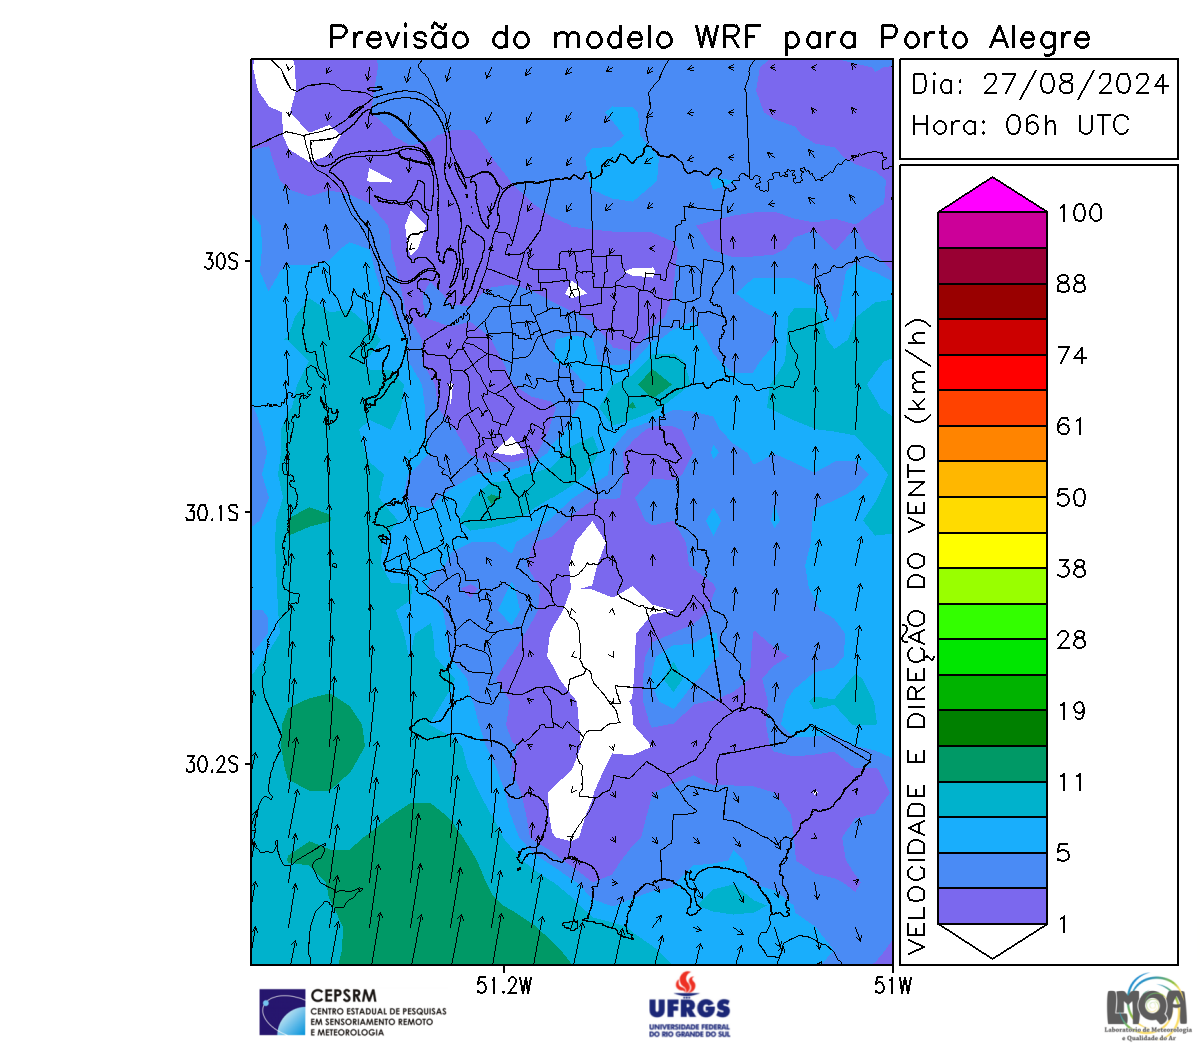 Previsão do modelo WRF para Porto Alegre
Dia: 27/08/2024
Hora: 06h UTC
100
88
74
61
50
38
28
19
11
5
1
VELOCIDADE E DIREÇÃO DO VENTO (km/h)
30S
30.1S
30.2S
51.2W
51W
CEPSRM
CENTRO ESTADUAL DE PESQUISAS
EM SENSORIAMENTO REMOTO
E METEOROLOGIA
UFRGS
UNIVERSIDADE FEDERAL
DO RIO GRANDE DO SUL
LMQA
Laboratório de Meteorologia
e Qualidade do Ar